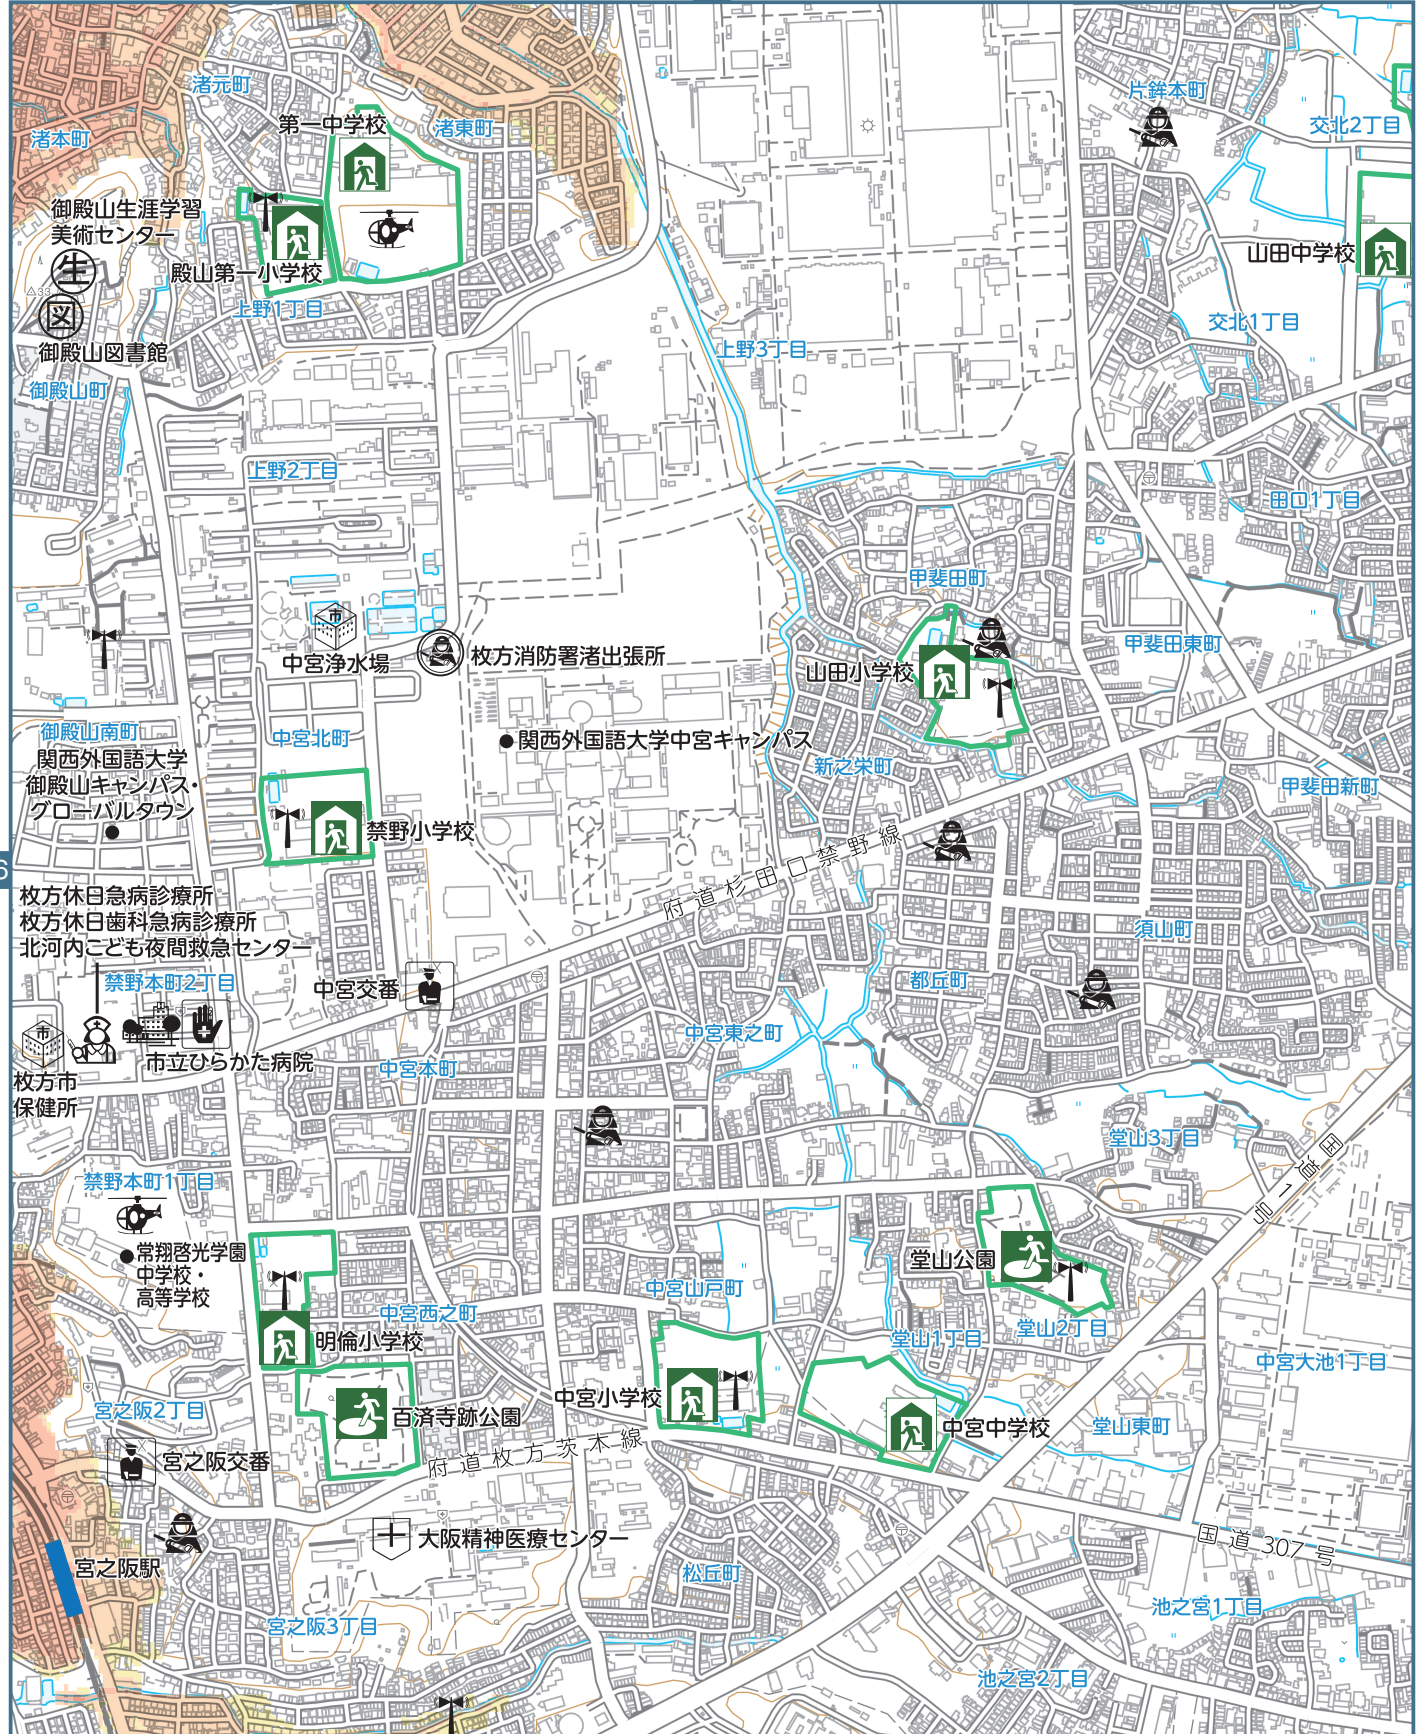 渚元町
片鉾本町
第一中学校
渚東町
交北2丁目
渚本町
御殿山生涯学習
美術センター
生
殿山第一小学校
山田中学校
33
図
上野1丁目
交北1丁目
御殿山図書館
上野3丁目
御殿山町
上野2丁目
田口1丁目
甲斐田町
市
中宮浄水場
枚方消防署渚出張所
甲斐田東町
山田小学校
御殿山南町
中宮北町
関西外国語大学中宮キャンパス
関西外国語大学
御殿山キャンパス・
グローバルタウン
新之栄町
甲斐田新町
禁野小学校
府道杉田口禁野線
6
枚方休日急病診療所
枚方休日歯科急病診療所
北河内こども夜間救急センター
須山町
禁野本町2丁目
中宮交番
都丘町
中宮東之町
市
市立ひらかた病院
中宮本町
枚方市
保健所
堂山3丁目
国道1号
禁野本町1丁目
常翔啓光学園
中学校・
高等学校
堂山公園
中宮山戸町
中宮西之町
堂山2丁目
堂山1丁目
明倫小学校
中宮大池1丁目
中宮小学校
宮之阪2丁目
百済寺跡公園
中宮中学校
堂山東町
府道枚方茨木線
宮之阪交番
大阪精神医療センター
国道307号
宮之阪駅
松丘町
池之宮1丁目
宮之阪3丁目
池之宮2丁目